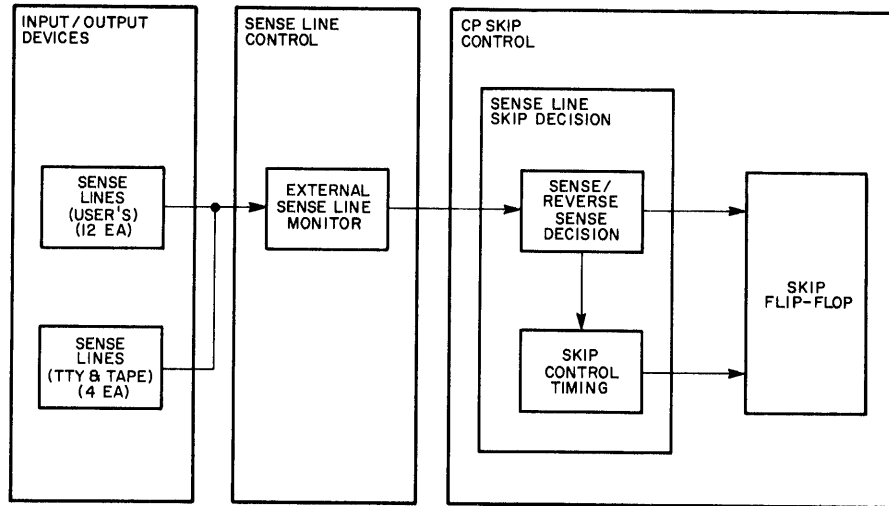 INPUT/OUTPUT
DEVICES
SENSE
LINES
(USER'S)
(12 EA)
SENSE
LINES
(TTY & TAPE)
(4 EA)
SENSE LINE
CONTROL
EXTERNAL
SENSE LINE
MONITOR
CP SKIP
CONTROL
SENSE LINE
SKIP DECISION
SENSE/
REVERSE
SENSE
DECISION
SKIP
CONTROL
TIMING
SKIP
FLIP-FLOP